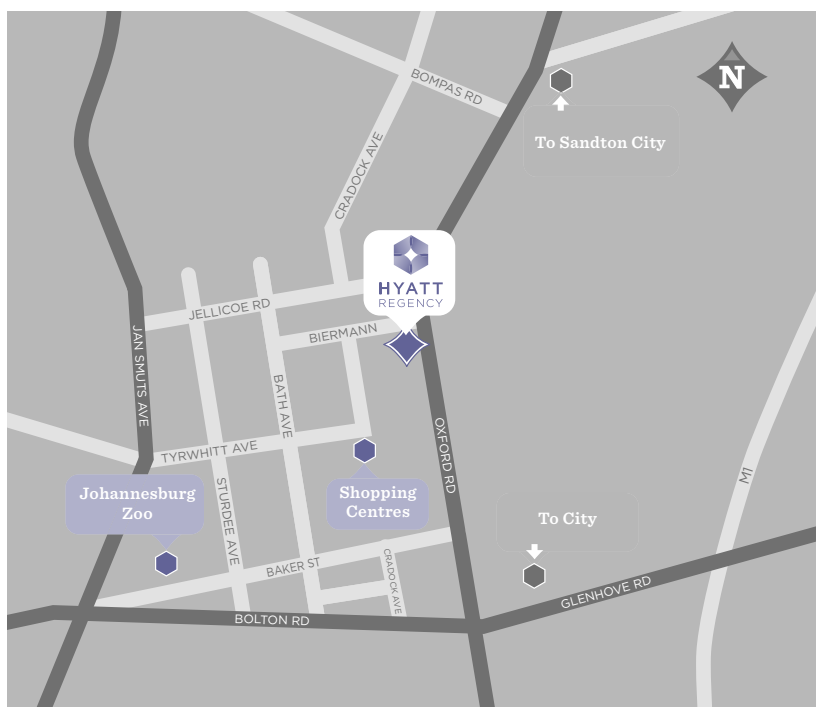 BOMPAS RD
N
To Sandton City
CRADOCK AVE
HYATT
REGENCY
JELLICOE RD
BIERMANN
JAN SMUTS AVE
BATH AVE
TYRWHITT AVE
OXFORD RD
M1
Johannesburg
Zoo
STURDEE AVE
Shopping
Centres
To City
BAKER ST
CRADOCK AVE
GLENHOVE RD
BOLTON RD